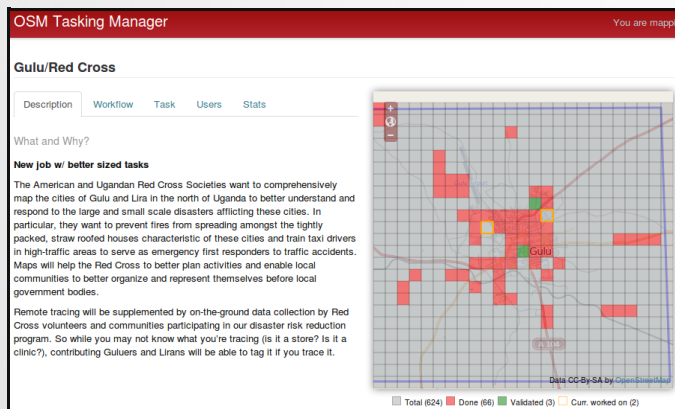 OSM Tasking Manager
You are mappi
Gulu/Red Cross
Description Workflow Task Users Stats
What and Why?
New job w/ better sized tasks
The American and Ugandan Red Cross Societies want to comprehensively
map the cities of Gulu and Lira in the north of Uganda to better understand and
respond to the large and small scale disasters afflicting these cities. In
particular, they want to prevent fires from spreading amongst the tightly
packed, straw roofed houses characteristic of these cities and train taxi drivers
in high-traffic areas to serve as emergency first responders to traffic accidents.
Maps will help the Red Cross to better plan activities and enable local
communities to better organize and represent themselves before local
government bodies.
Remote tracing will be supplemented by on-the-ground data collection by Red
Cross volunteers and communities participating in our disaster risk reduction
program. So while you may not know what you're tracing (is it a store? Is it a
clinic?), contributing Guluers and Lirans will be able to tag it if you trace it.
+
−
Gulu
Data CC-By-SA by OpenStreetMap
Total (624) Done (66) Validated (3) Curr. worked on (2)